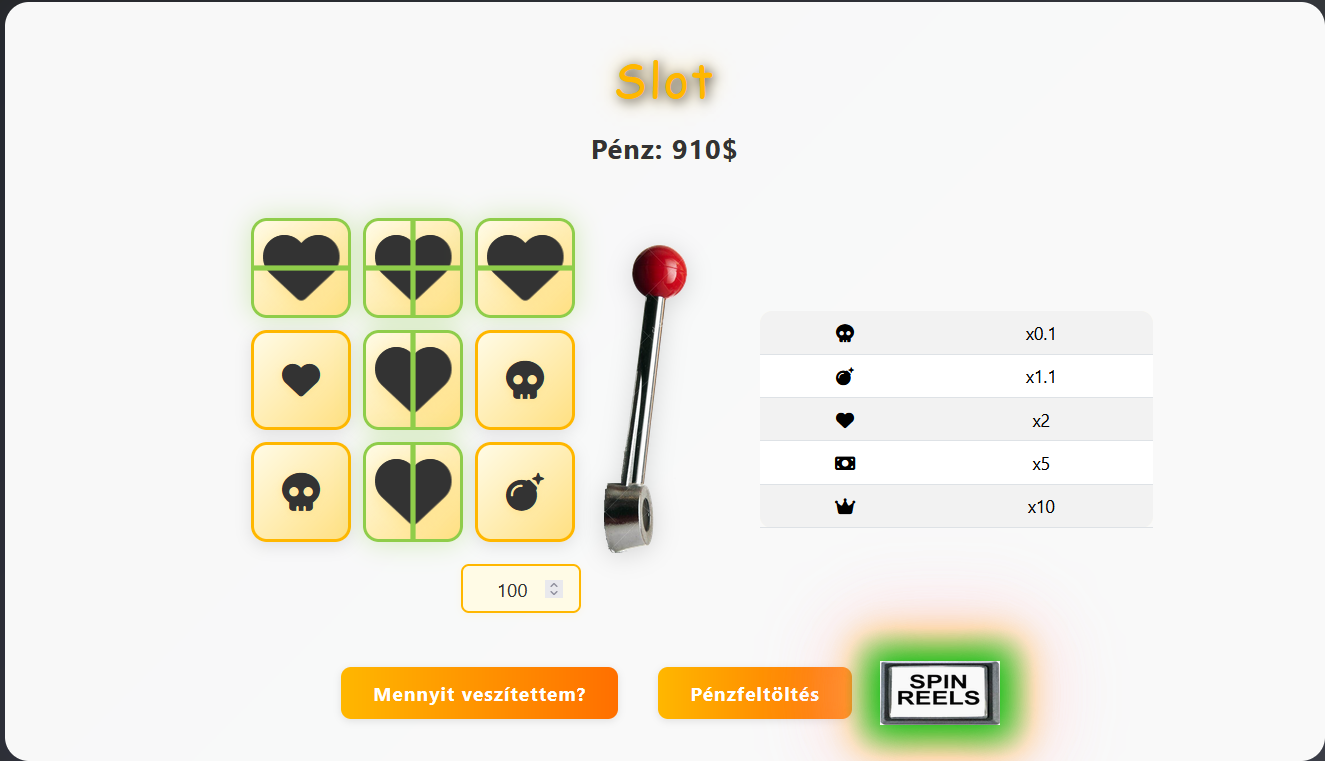 Slot
Pénz: 910$
x0.1
x1.1
x2
x5
x10
100
Mennyit veszítettem?
Pénzfeltöltés
SPIN
REELS